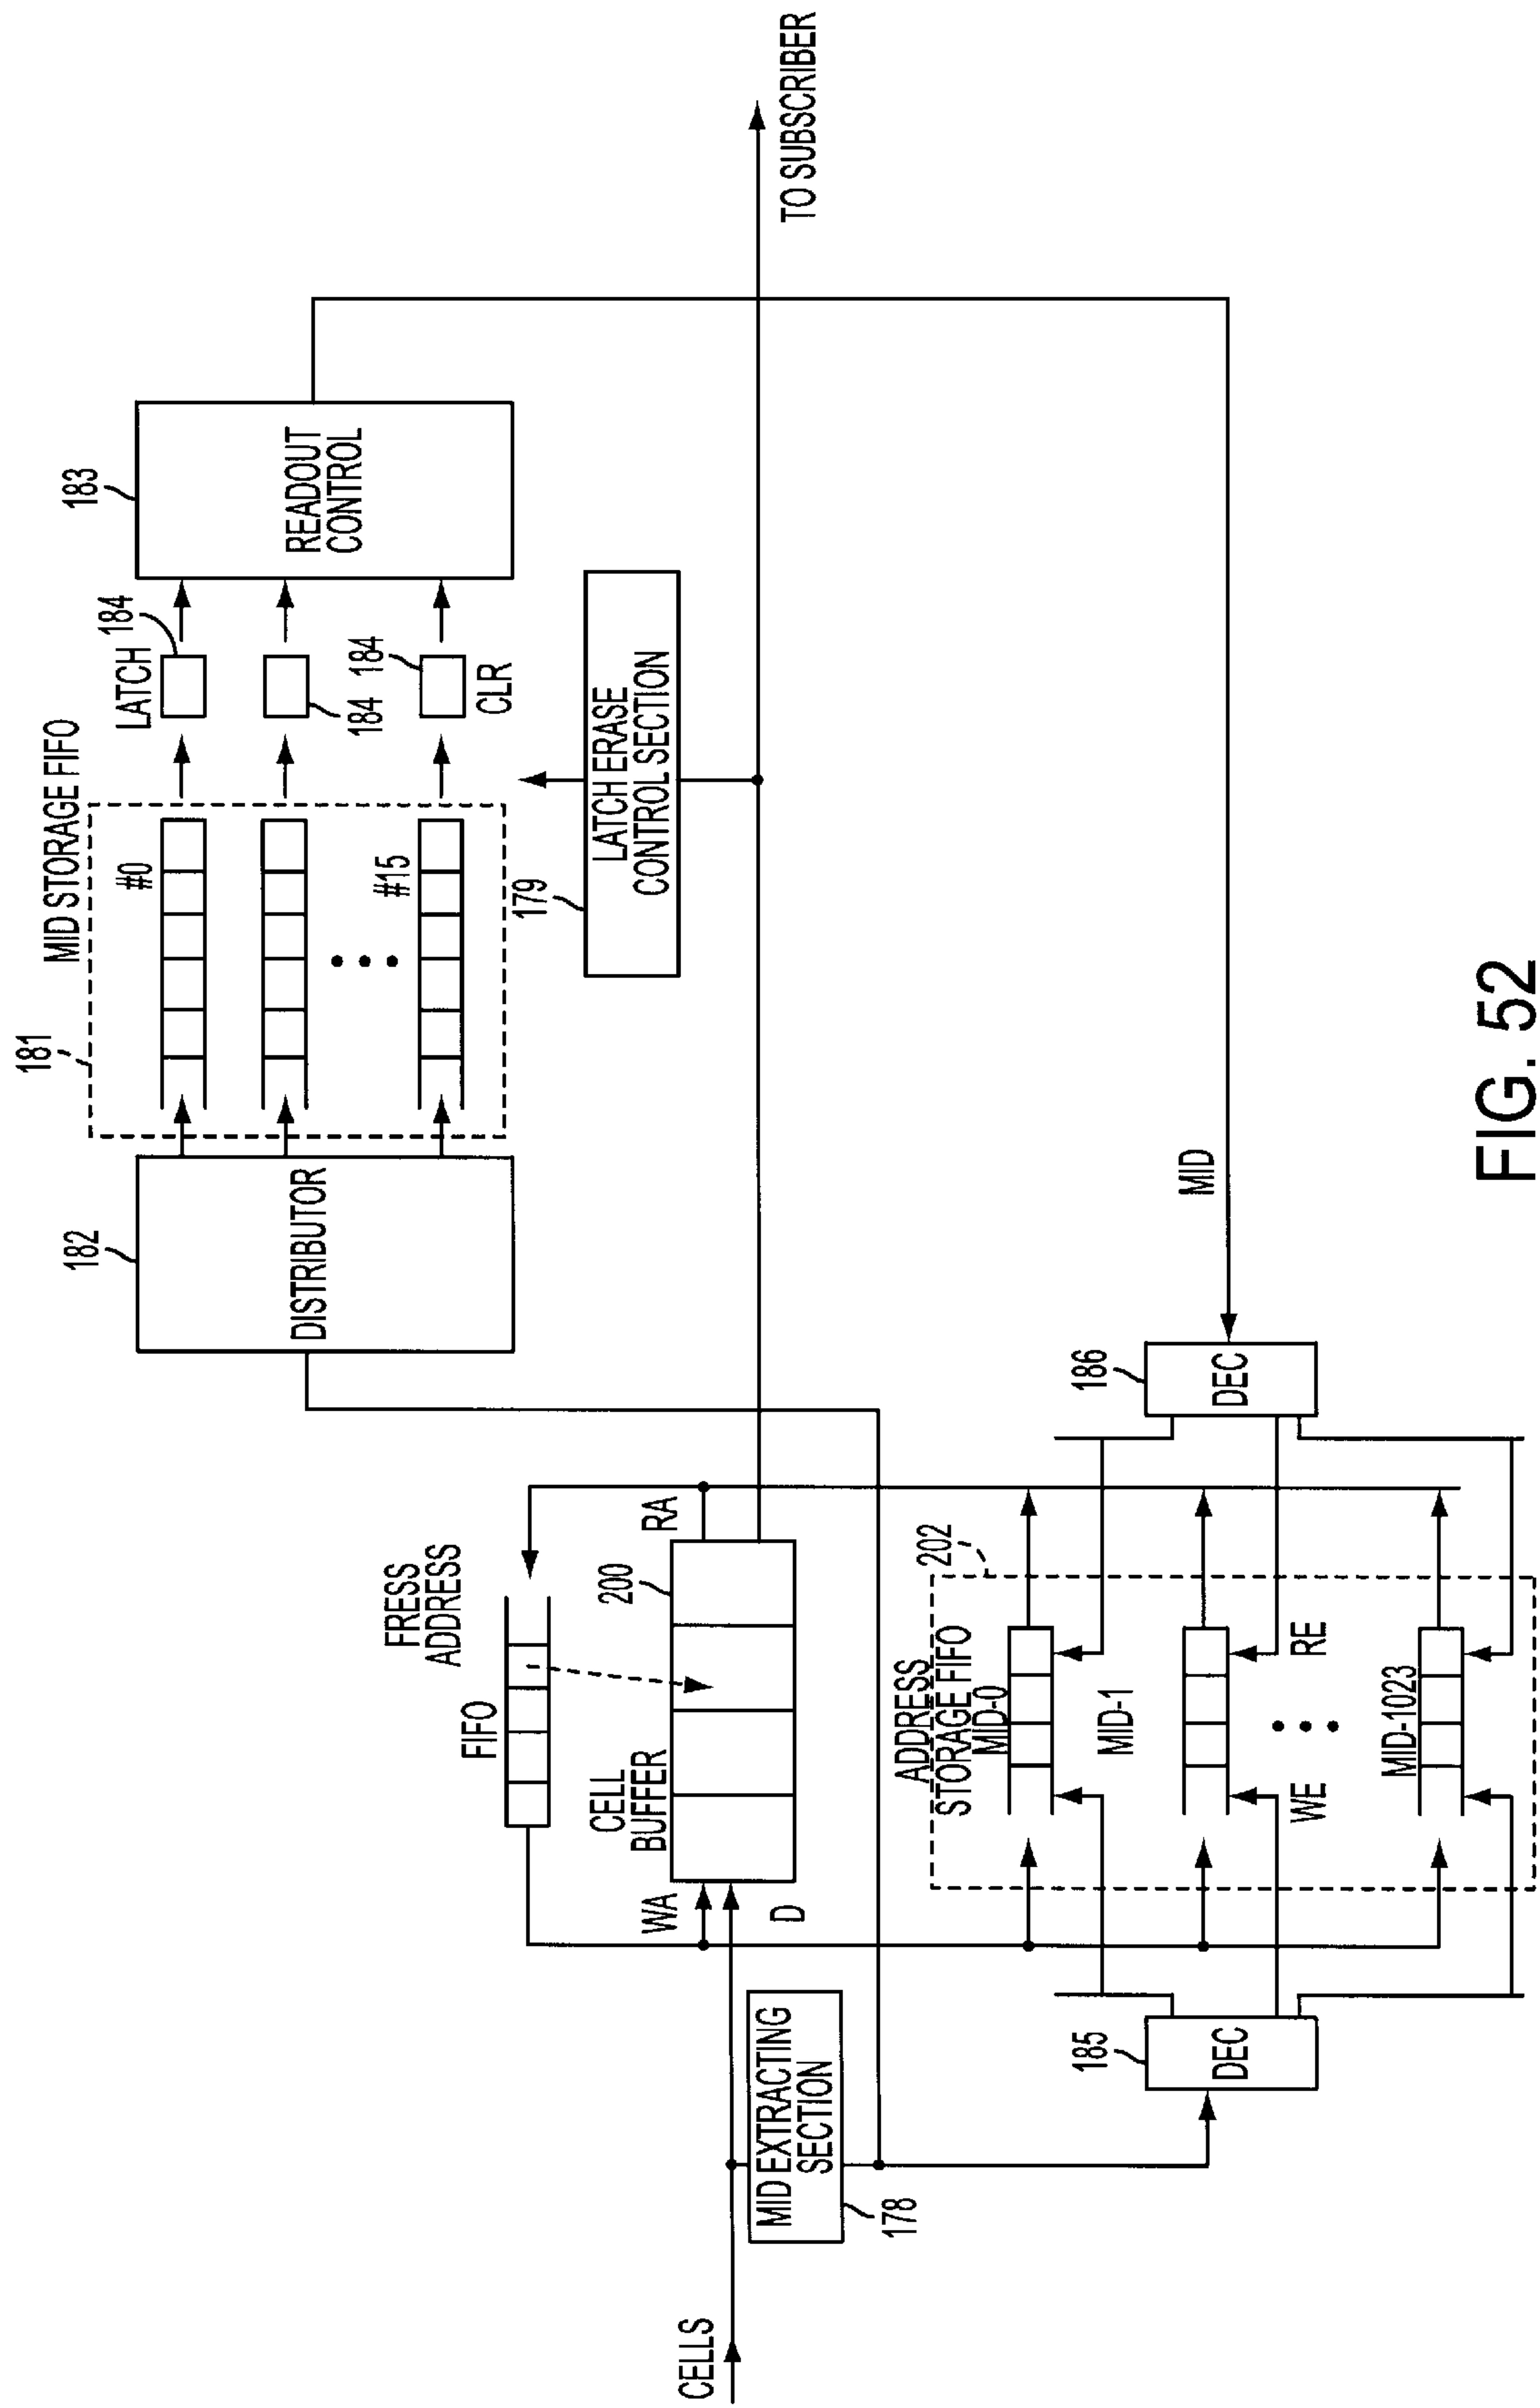 181
MID STORAGE FIFO
182
DISTRIBUTOR
#0
#15
LATCH
184
184
184
CLR
183
READOUT
CONTROL
179
LATCH ERASE
CONTROL SECTION
FRESS
ADDRESS
FIFO
CELL
BUFFER
200
WA
D
RA
CELLS
MID EXTRACTING
SECTION
178
TO SUBSCRIBER
ADDRESS
STORAGE FIFO
202
MID-0
MID-1
WE
RE
MID-1023
185
DEC
186
DEC
MID
FIG. 52